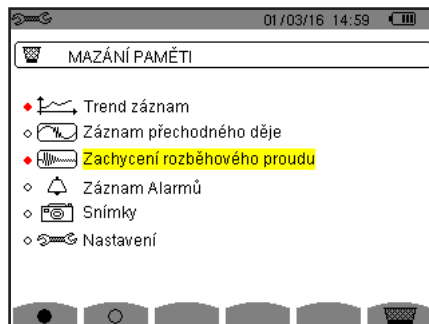 01/03/16 14:59
MAZÁNÍ PAMĚTI
Trend záznam
Záznam přechodného děje
Zachycení rozběhového proudu
Záznam Alarmů
Snímky
Nastavení